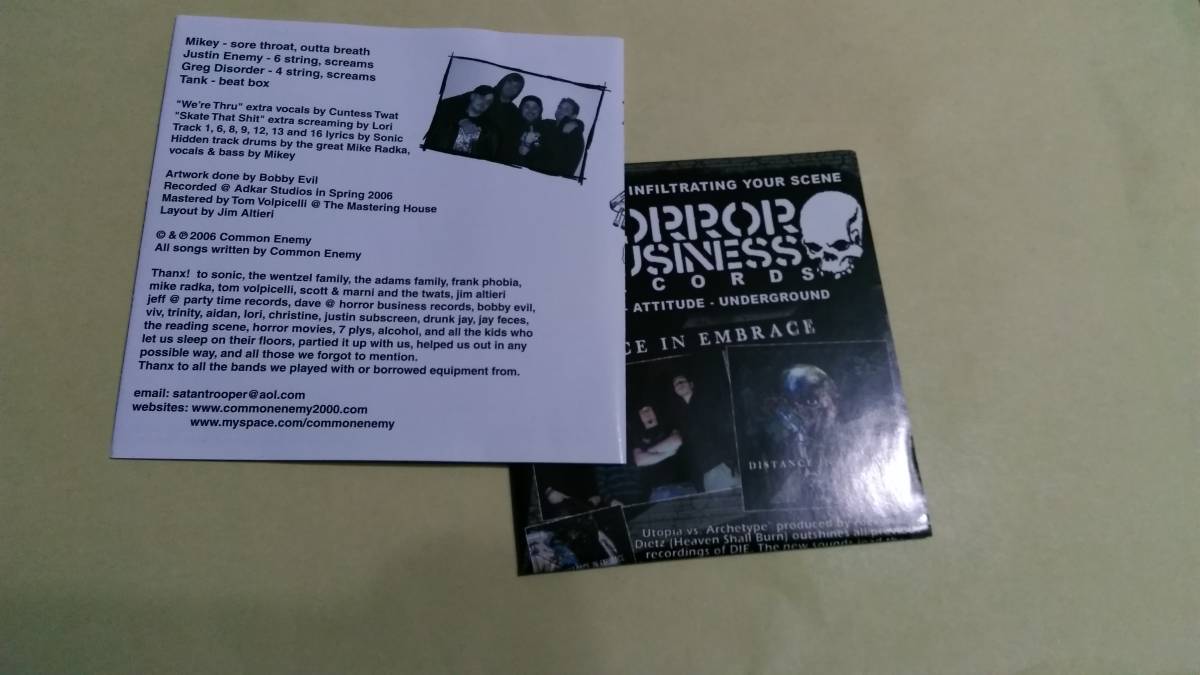 Mikey - sore throat, outta breath
Justin Enemy - 6 string, screams
Greg Disorder - 4 string, screams
Tank - beat box
"We're Thru" extra vocals by Cuntess Twat
"Skate That Shit" extra screaming by Lori
Track 1, 6, 8, 9, 12, 13 and 16 lyrics by Sonic
Hidden track drums by the great Mike Radka,
vocals & bass by Mikey
Artwork done by Bobby Evil
Recorded @ Adkar Studios in Spring 2006
Mastered by Tom Volpicelli @ The Mastering House
Layout by Jim Altieri
© & ℗ 2006 Common Enemy
All songs written by Common Enemy
Thanx! to sonic, the wentzel family, the adams family, frank phobia,
mike radka, tom volpicelli, scott & marni and the twats, jim altieri
jeff @ party time records, dave @ horror business records, bobby evil,
viv, trinity, aidan, lori, christine, justin subscreen, drunk jay, jay feces,
the reading scene, horror movies, 7 plys, alcohol, and all the kids who
let us sleep on their floors, partied it up with us, helped us out in any
possible way, and all those we forgot to mention.
Thanx to all the bands we played with or borrowed equipment from.
email: satantrooper@aol.com
websites: www.commonenemy2000.com
www.myspace.com/commonenemy
INFILTRATING YOUR SCENE
ORROR
USINESS
CORDS
ATTITUDE - UNDERGROUND
CE IN EMBRACE
DISTANCE
Utopia vs. Archetype" produced by
Dietz (Heaven Shall Burn) outshines all
recordings of DIE. The new